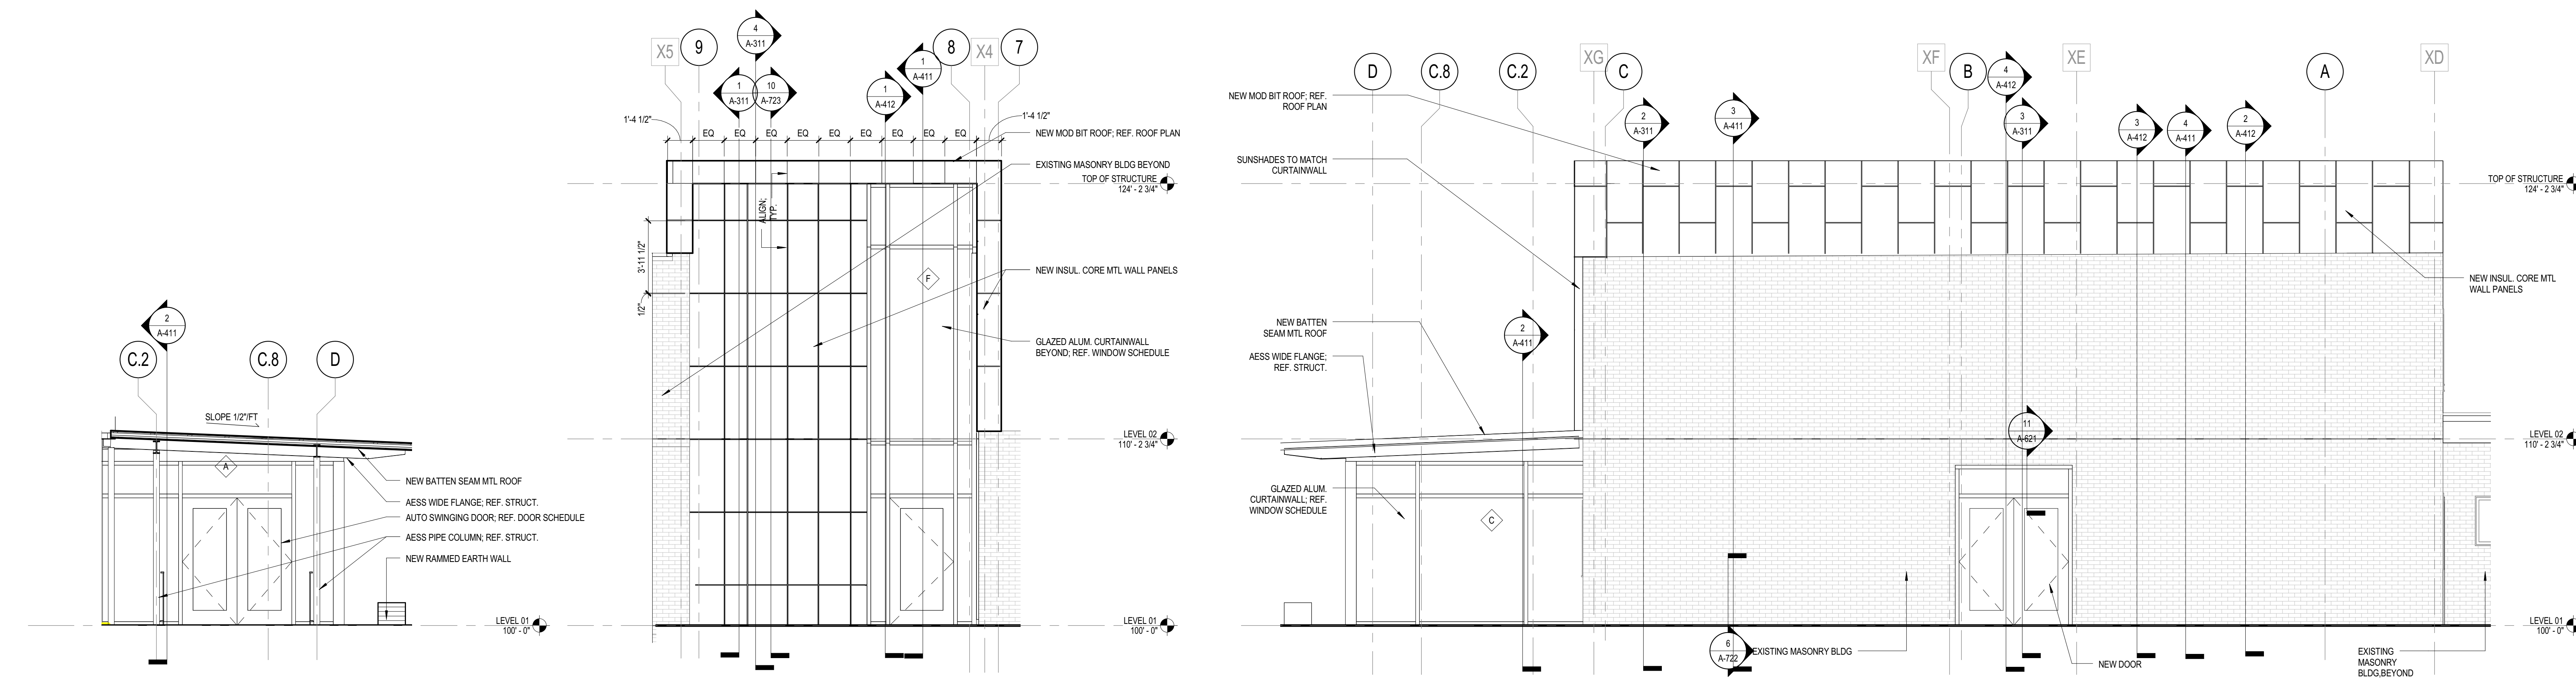 2
A-411
C.2
C.8
D
SLOPE 1/2"/FT
A
NEW BATTEN SEAM MTL ROOF
AESS WIDE FLANGE; REF. STRUCT.
AUTO SWINGING DOOR; REF. DOOR SCHEDULE
AESS PIPE COLUMN; REF. STRUCT.
NEW RAMMED EARTH WALL
LEVEL 01
100' - 0"
X5
9
4
A-311
1
A-311
10
A-723
1
A-412
1
A-411
8
X4
7
1'-4 1/2"
EQ EQ EQ EQ EQ EQ EQ EQ EQ
1'-4 1/2"
NEW MOD BIT ROOF; REF. ROOF PLAN
EXISTING MASONRY BLDG BEYOND
TOP OF STRUCTURE
124' - 2 3/4"
ALIGN;
TYP.
3'-11 1/2"
1/2"
F
NEW INSUL. CORE MTL WALL PANELS
GLAZED ALUM. CURTAINWALL
BEYOND; REF. WINDOW SCHEDULE
LEVEL 02
110' - 2 3/4"
LEVEL 01
100' - 0"
D
C.8
C.2
XG
C
XF
B
4
A-412
XE
A
XD
NEW MOD BIT ROOF; REF.
ROOF PLAN
2
A-311
3
A-411
3
A-311
3
A-412
4
A-411
2
A-412
SUNSHADES TO MATCH
CURTAINWALL
TOP OF STRUCTURE
124' - 2 3/4"
NEW INSUL. CORE MTL
WALL PANELS
NEW BATTEN
SEAM MTL ROOF
2
A-411
AESS WIDE FLANGE;
REF. STRUCT.
11
A-621
LEVEL 02
110' - 2 3/4"
GLAZED ALUM.
CURTAINWALL; REF.
WINDOW SCHEDULE
C
LEVEL 01
100' - 0"
6
A-722
EXISTING MASONRY BLDG
NEW DOOR
EXISTING
MASONRY
BLDG,BEYOND